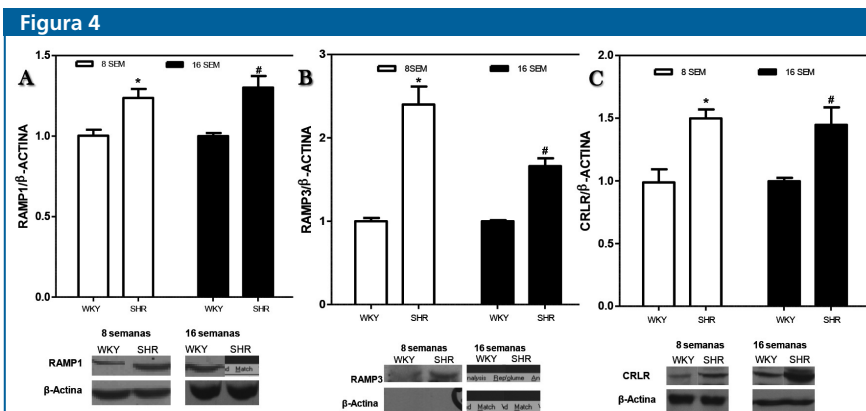 Figura 4
A
8 SEM
16 SEM
*
#
RAMP1/β-ACTINA
1.5
1.0
0.5
0.0
WKY
SHR
WKY
SHR
8 semanas
16 semanas
WKY
SHR
WKY
SHR
RAMP1
d Match
β-Actina
B
8SEM
16 SEM
*
#
RAMP3/β-ACTINA
3
2
1
0
WKY
SHR
WKY
SHR
8 semanas
16 semanas
WKY
SHR
WKY
SHR
RAMP3
nalysis Rep'glume An
β-Actina
d Match \d Match \
C
8 SEM
16 SEM
*
#
CRLR/β-ACTINA
2.0
1.5
1.0
0.5
0.0
WKY
SHR
WKY
SHR
8 semanas
16 semanas
WKY
SHR
WKY
SHR
CRLR
β-Actina